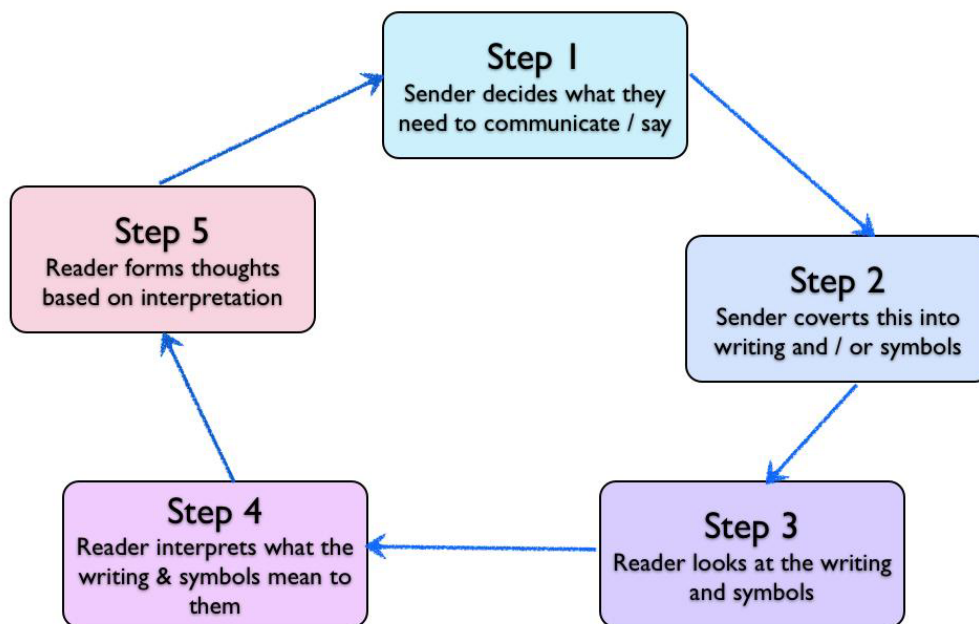 Step 1
Sender decides what they
need to communicate / say
Step 2
Sender coverts this into
writing and / or symbols
Step 3
Reader looks at the writing
and symbols
Step 4
Reader interprets what the
writing & symbols mean to
them
Step 5
Reader forms thoughts
based on interpretation